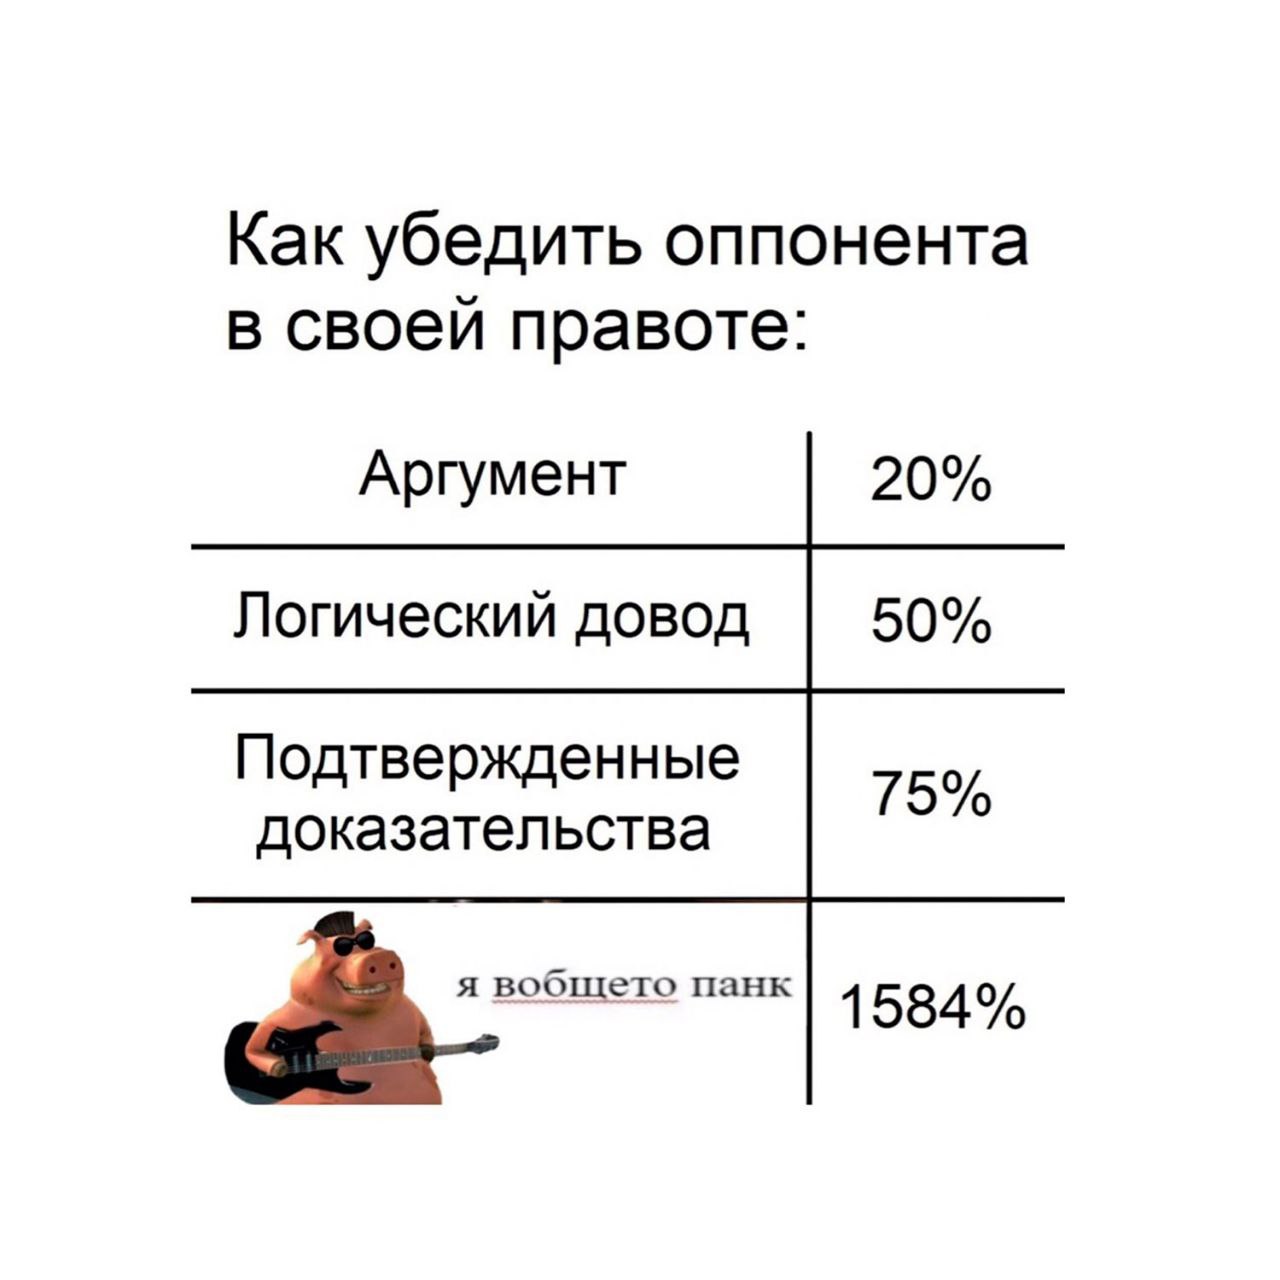 Как убедить оппонента
в своей правоте:
Аргумент 20%
Логический довод 50%
Подтвержденные
доказательства 75%
я вобщето панк 1584%